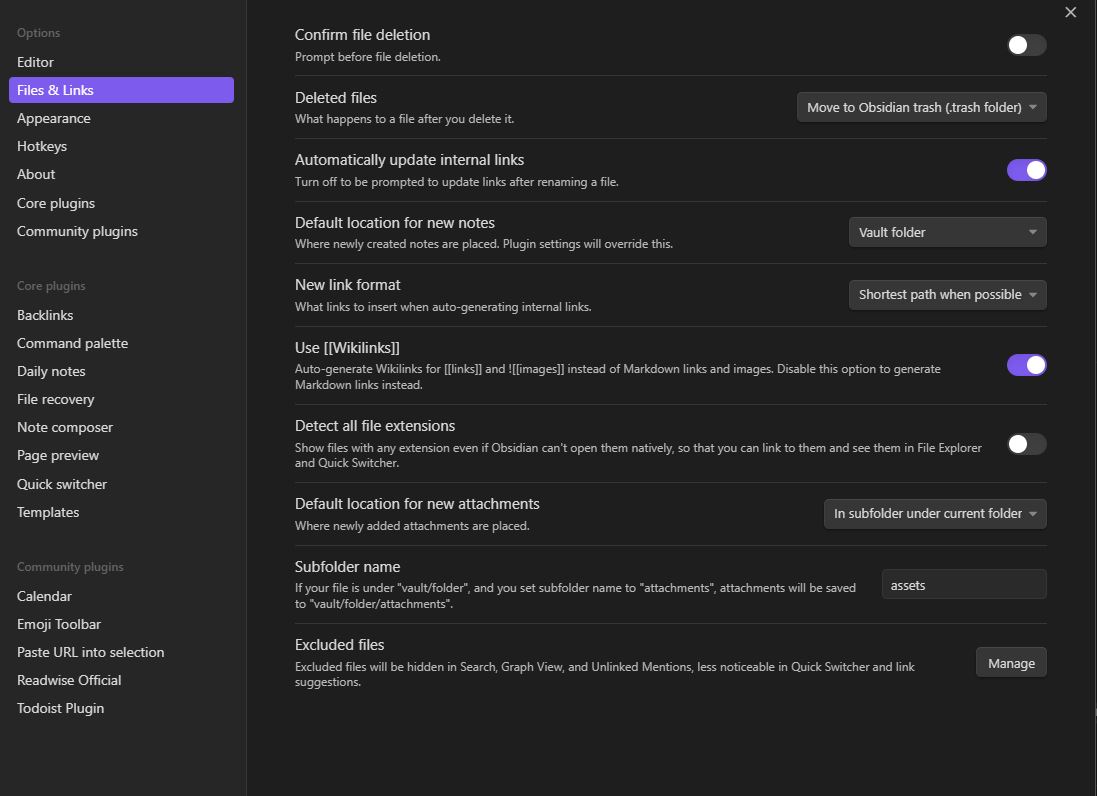 Options
Editor
Files & Links
Appearance
Hotkeys
About
Core plugins
Community plugins
Core plugins
Backlinks
Command palette
Daily notes
File recovery
Note composer
Page preview
Quick switcher
Templates
Community plugins
Calendar
Emoji Toolbar
Paste URL into selection
Readwise Official
Todoist Plugin
Confirm file deletion
Prompt before file deletion.
Deleted files
What happens to a file after you delete it.
Move to Obsidian trash (.trash folder)
Automatically update internal links
Turn off to be prompted to update links after renaming a file.
Default location for new notes
Where newly created notes are placed. Plugin settings will override this.
Vault folder
New link format
What links to insert when auto-generating internal links.
Shortest path when possible
Use [[Wikilinks]]
Auto-generate Wikilinks for [[links]] and ![[images]] instead of Markdown links and images. Disable this option to generate
Markdown links instead.
Detect all file extensions
Show files with any extension even if Obsidian can't open them natively, so that you can link to them and see them in File Explorer
and Quick Switcher.
Default location for new attachments
Where newly added attachments are placed.
In subfolder under current folder
Subfolder name
If your file is under "vault/folder", and you set subfolder name to "attachments", attachments will be saved
to "vault/folder/attachments".
assets
Excluded files
Excluded files will be hidden in Search, Graph View, and Unlinked Mentions, less noticeable in Quick Switcher and link
suggestions.
Manage